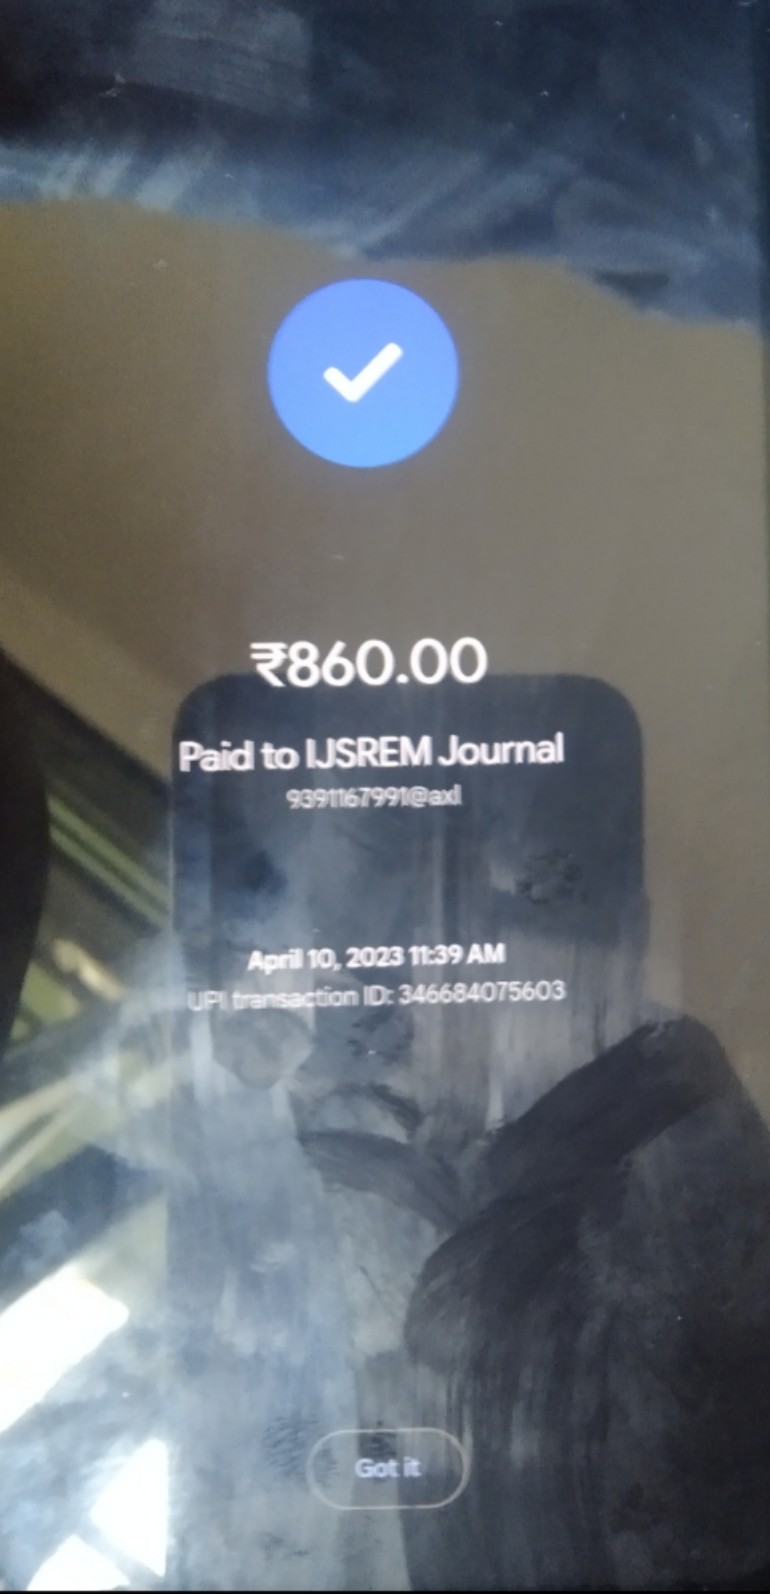 ₹860.00
Paid to IJSREM Journal
9391167991@axl
April 10, 2023 11:39 AM
UPI transaction ID: 346684075603
Got it